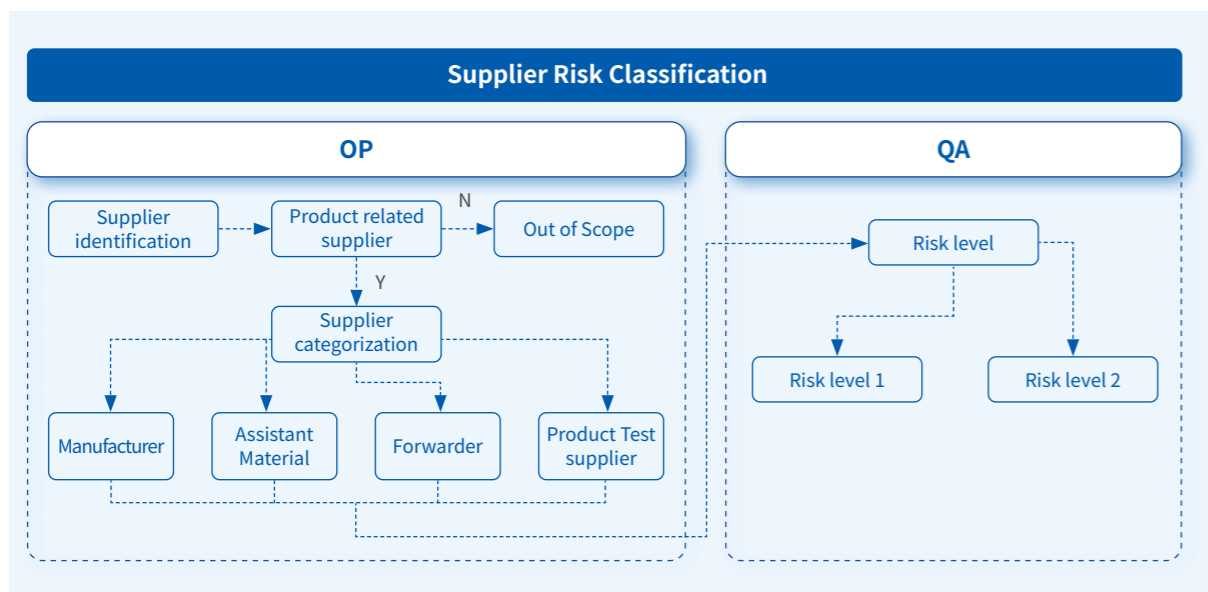 Supplier Risk Classification
OP
QA
Supplier
identification
Product related
supplier
N
Out of Scope
Risk level
Y
Supplier
categorization
Risk level 1
Risk level 2
Manufacturer
Assistant
Material
Forwarder
Product Test
supplier